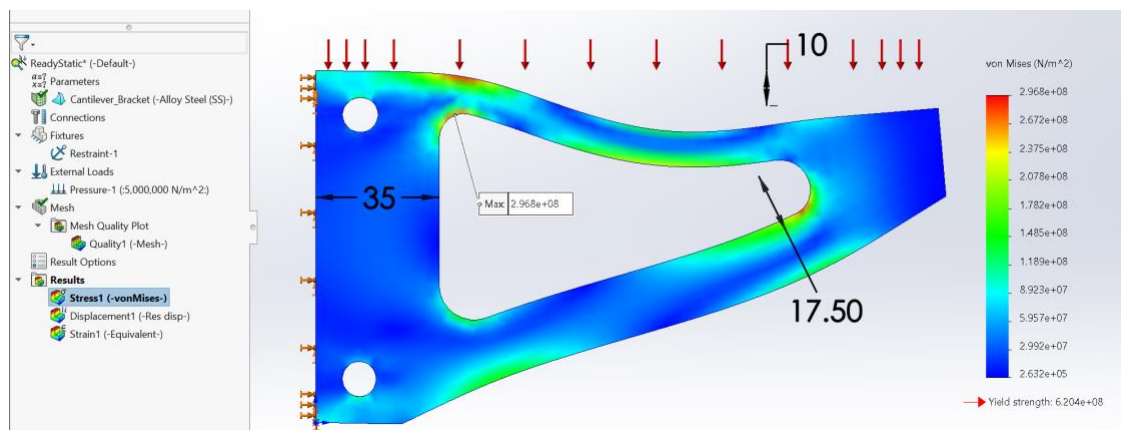 ReadyStatic* (-Default-)
Parameters
Cantilever_Bracket (-Alloy Steel (SS)-)
Connections
Fixtures
Restraint-1
External Loads
Pressure-1 (:5,000,000 N/m^2:)
Mesh
Mesh Quality Plot
Quality1 (-Mesh-)
Result Options
Results
Stress1 (-vonMises-)
Displacement1 (-Res disp-)
Strain1 (-Equivalent-)
10
35
Max: 2.968e+08
17.50
von Mises (N/m^2)
2.968e+08
2.672e+08
2.375e+08
2.078e+08
1.781e+08
1.485e+08
1.189e+08
8.923e+07
5.957e+07
2.992e+07
2.632e+05
Yield strength: 6.204e+08